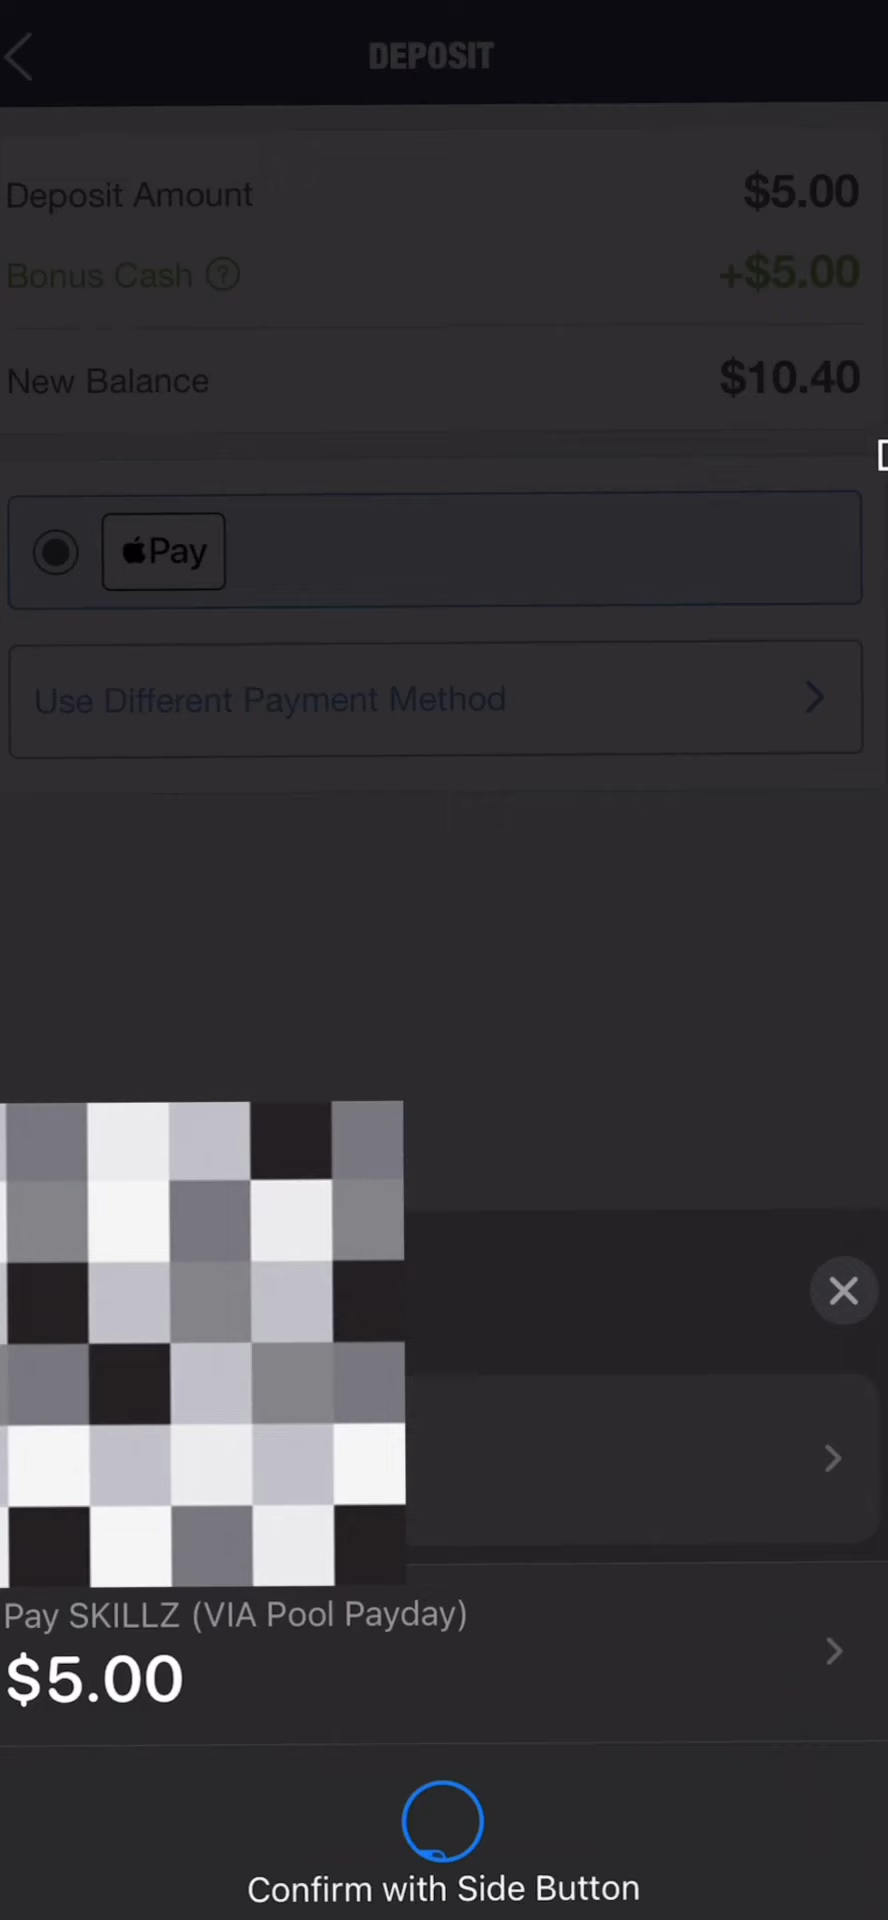 DEPOSIT
Deposit Amount $5.00
Bonus Cash ? +$5.00
New Balance $10.40
Pay
Use Different Payment Method
Pay SKILLZ (VIA Pool Payday)
$5.00
Confirm with Side Button